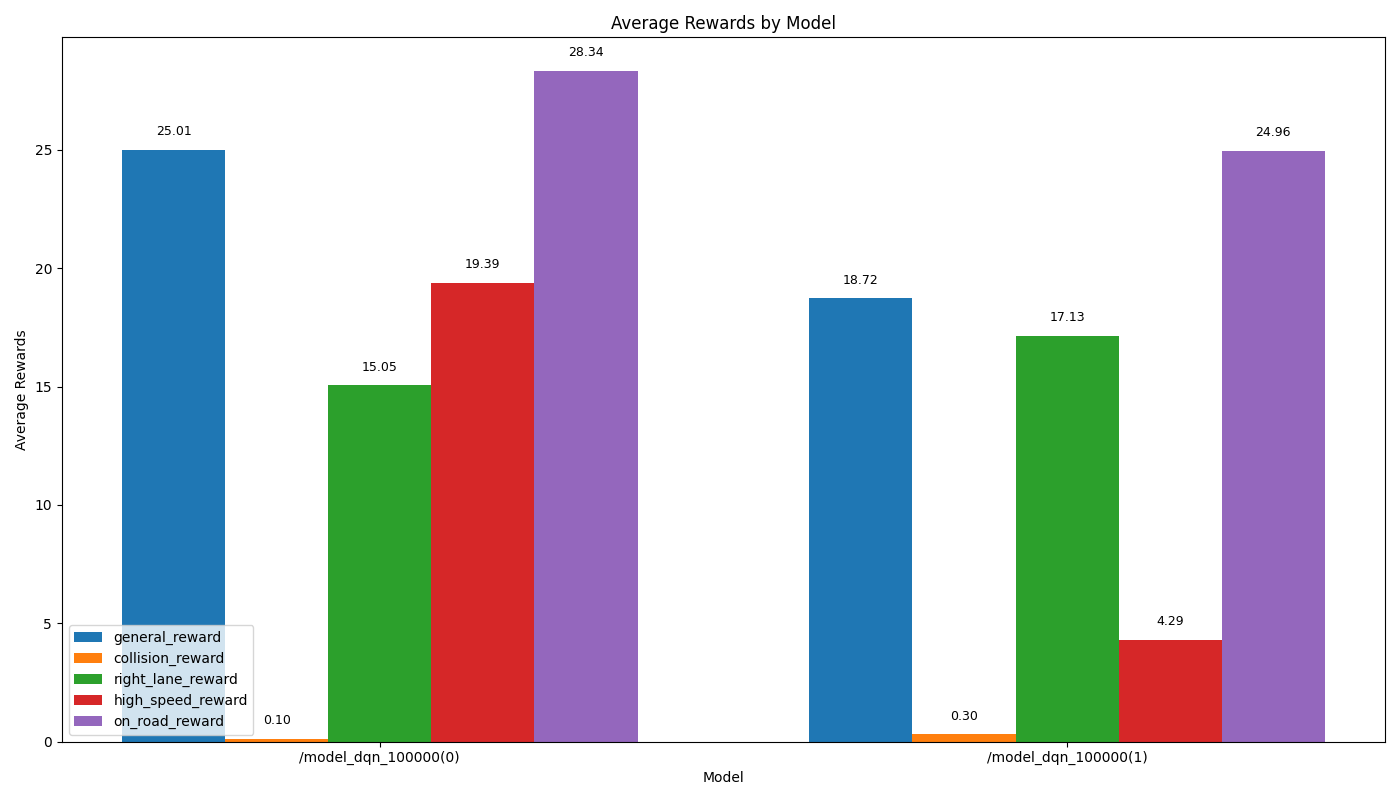 Average Rewards by Model
28.34
25.01
24.96
19.39
18.72
17.13
15.05
4.29
0.10
0.30
Average Rewards
25
20
15
10
5
0
general_reward
collision_reward
right_lane_reward
high_speed_reward
on_road_reward
/model_dqn_100000(0)
/model_dqn_100000(1)
Model